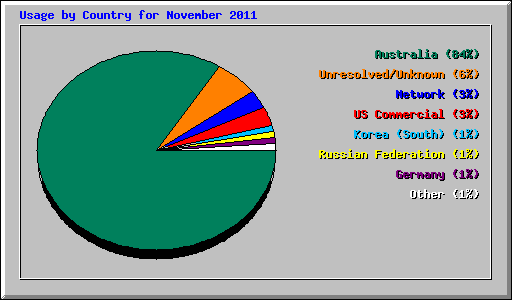 Usage by Country for November 2011
Australia (84%)
Unresolved/Unknown (6%)
Network (3%)
US Commercial (3%)
Korea (South) (1%)
Russian Federation (1%)
Germany (1%)
Other (1%)